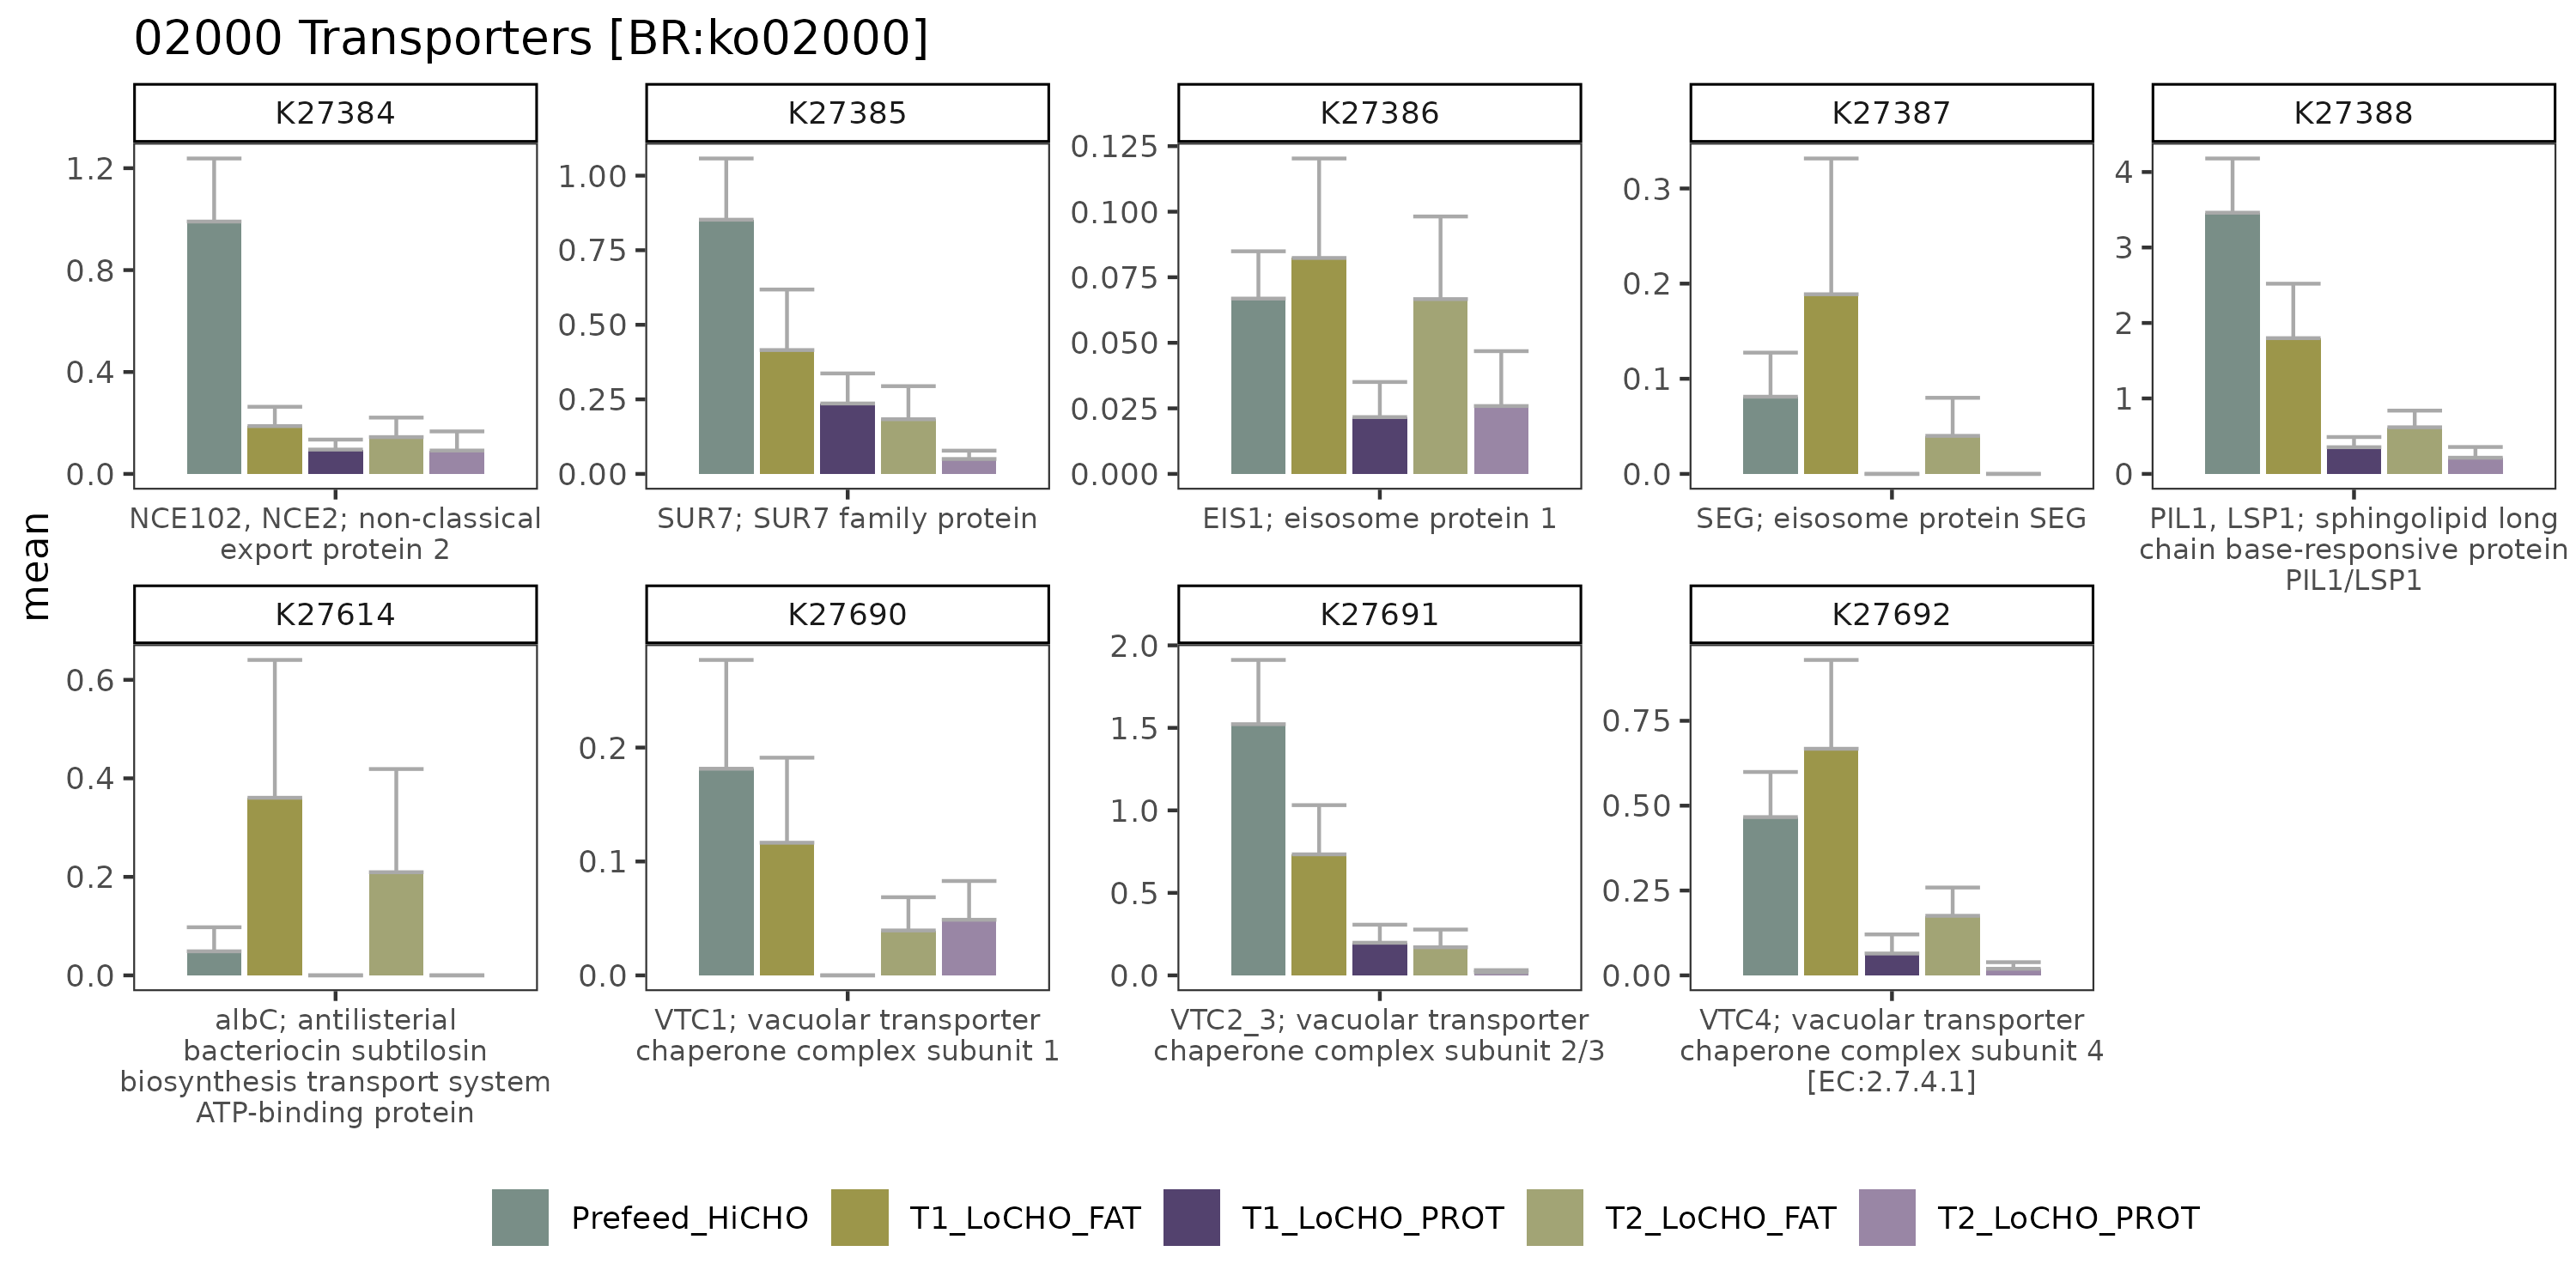 02000 Transporters [BR:ko02000]
mean
K27384
1.2
0.8
0.4
0.0
NCE102, NCE2; non-classical
export protein 2
K27385
1.00
0.75
0.50
0.25
0.00
SUR7; SUR7 family protein
K27386
0.125
0.100
0.075
0.050
0.025
0.000
EIS1; eisosome protein 1
K27387
0.3
0.2
0.1
0.0
SEG; eisosome protein SEG
K27388
4
3
2
1
0
PIL1, LSP1; sphingolipid long
chain base-responsive protein
PIL1/LSP1
K27614
0.6
0.4
0.2
0.0
albC; antilisterial
bacteriocin subtilosin
biosynthesis transport system
ATP-binding protein
K27690
0.2
0.1
0.0
VTC1; vacuolar transporter
chaperone complex subunit 1
K27691
2.0
1.5
1.0
0.5
0.0
VTC2_3; vacuolar transporter
chaperone complex subunit 2/3
K27692
0.75
0.50
0.25
0.00
VTC4; vacuolar transporter
chaperone complex subunit 4
[EC:2.7.4.1]
Prefeed_HiCHO
T1_LoCHO_FAT
T1_LoCHO_PROT
T2_LoCHO_FAT
T2_LoCHO_PROT